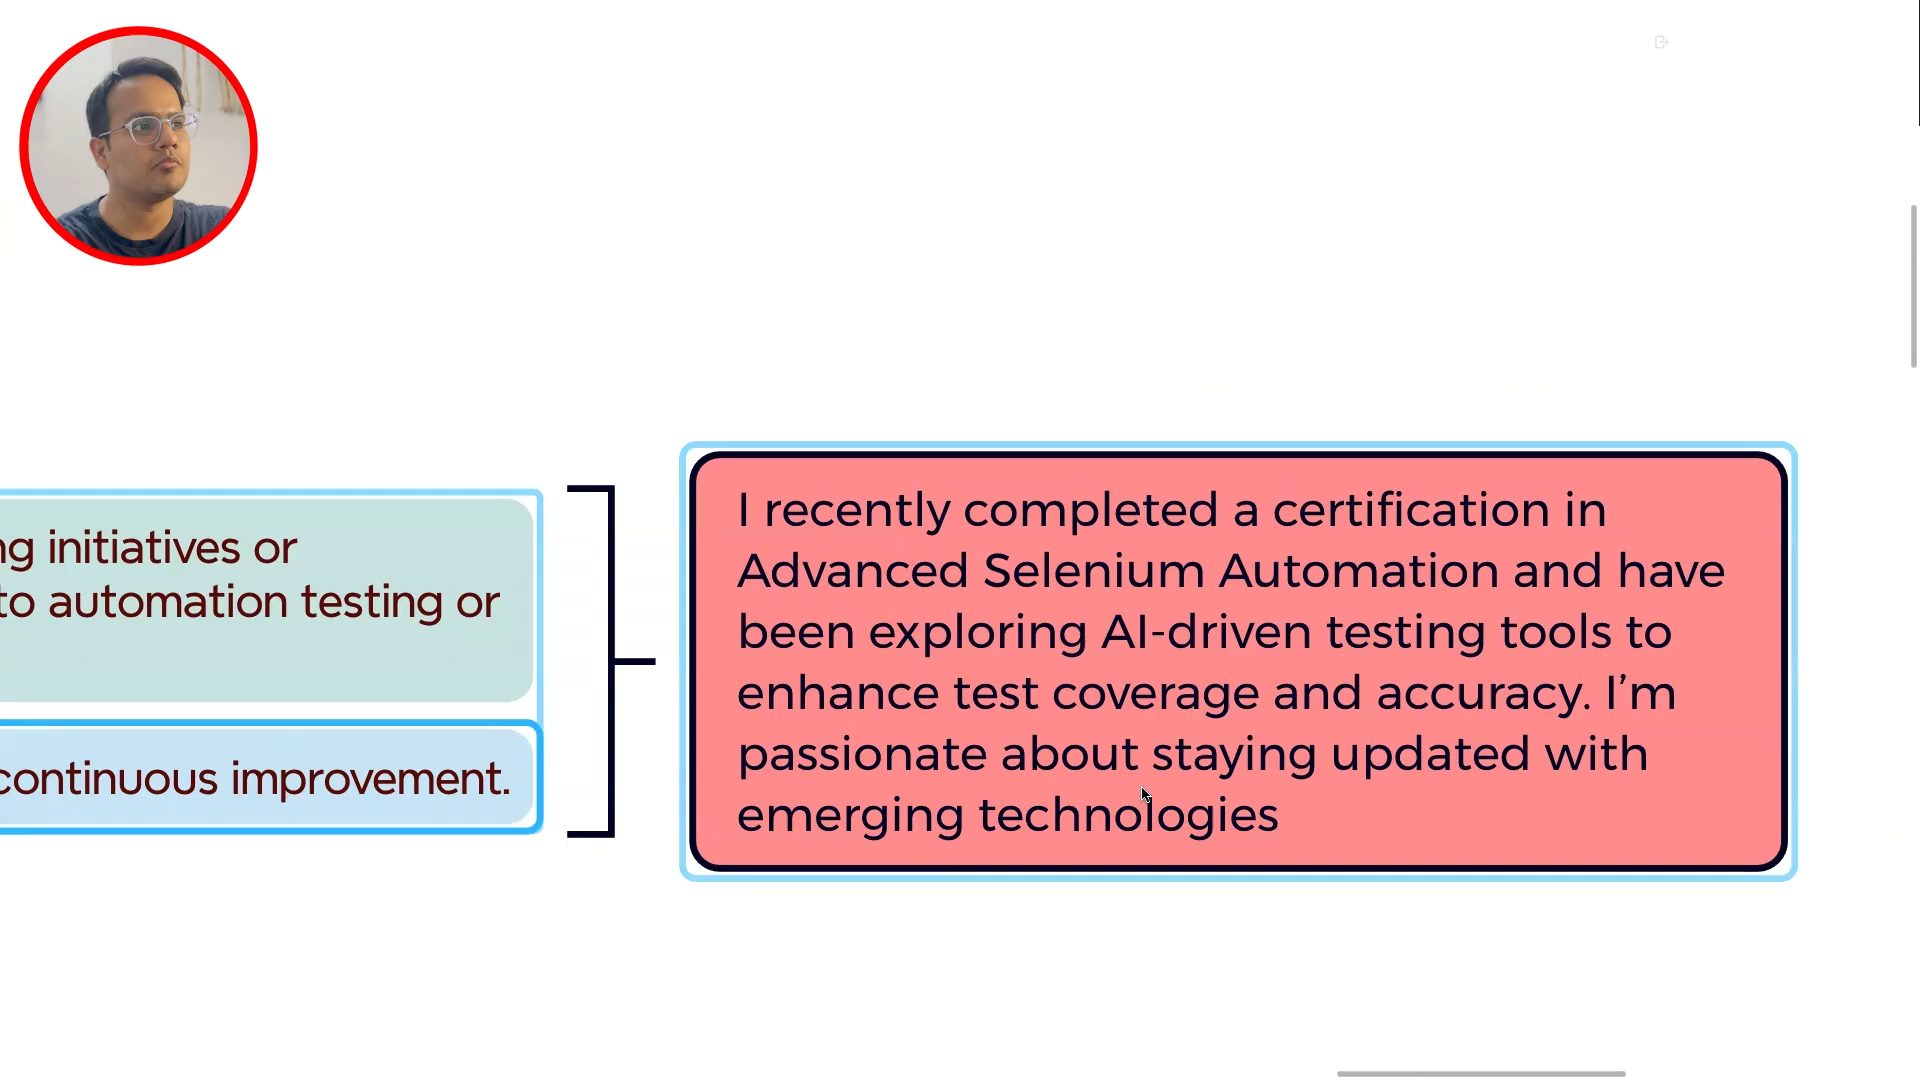 ng initiatives or
to automation testing or
continuous improvement.
I recently completed a certification in
Advanced Selenium Automation and have
been exploring AI-driven testing tools to
enhance test coverage and accuracy. I’m
passionate about staying updated with
emerging technologies